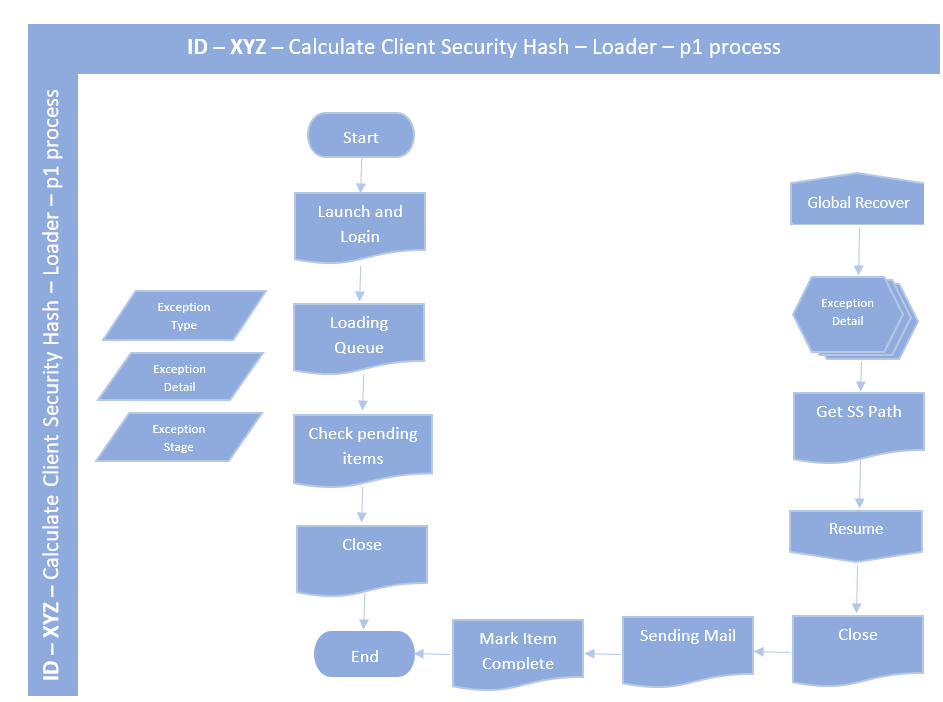 ID – XYZ – Calculate Client Security Hash – Loader – p1 process
ID – XYZ – Calculate Client Security Hash – Loader – p1 process
Start
Launch and
Login
Loading
Queue
Check pending
items
Close
End
Exception
Type
Exception
Detail
Exception
Stage
Global Recover
Exception
Detail
Get SS Path
Resume
Close
Sending Mail
Mark Item
Complete